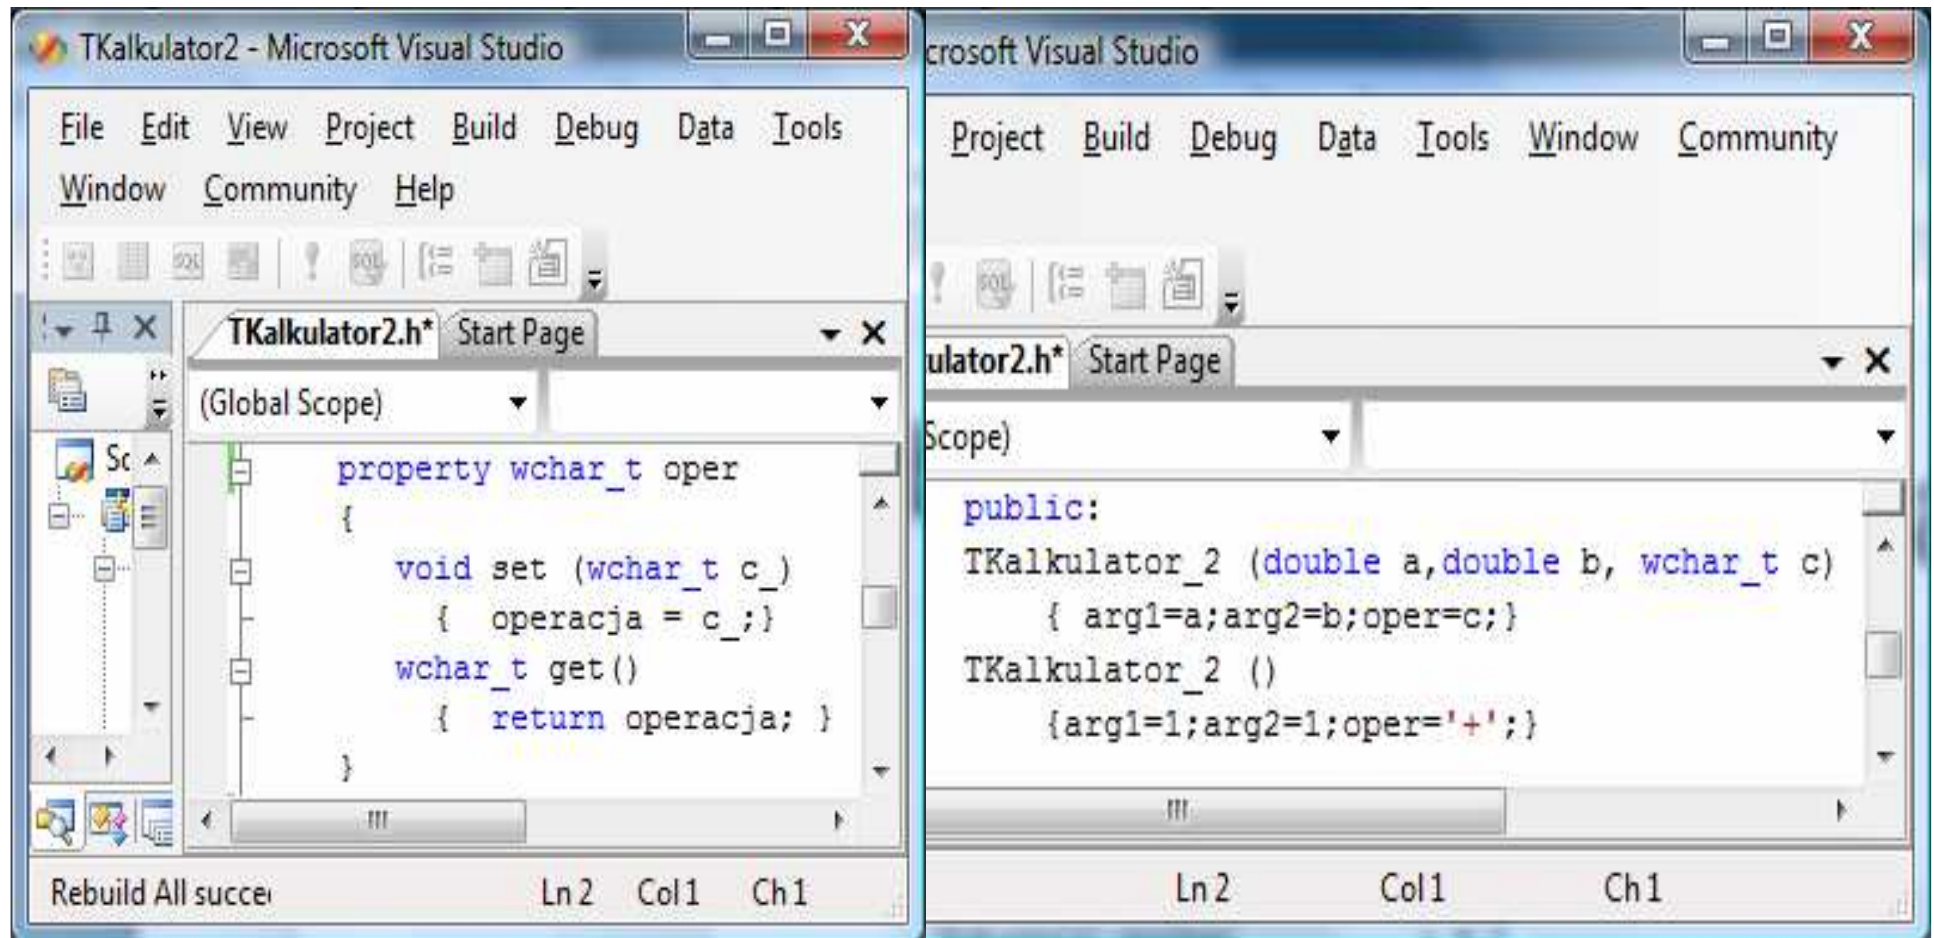 TKalkulator2 - Microsoft Visual Studio
File Edit View Project Build Debug Data Tools
Window Community Help
TKalkulator2.h* Start Page
(Global Scope)
Sc
property wchar_t oper
{
void set (wchar_t c_)
{ operacja = c_;}
wchar_t get()
{ return operacja; }
}
Rebuild All succe
Ln 2 Col 1 Ch 1
crosoft Visual Studio
Project Build Debug Data Tools Window Community
ulator2.h* Start Page
Scope)
public:
TKalkulator_2 (double a,double b, wchar_t c)
{ arg1=a;arg2=b;oper=c;}
TKalkulator_2 ()
{arg1=1;arg2=1;oper='+';}
Ln 2 Col 1 Ch 1